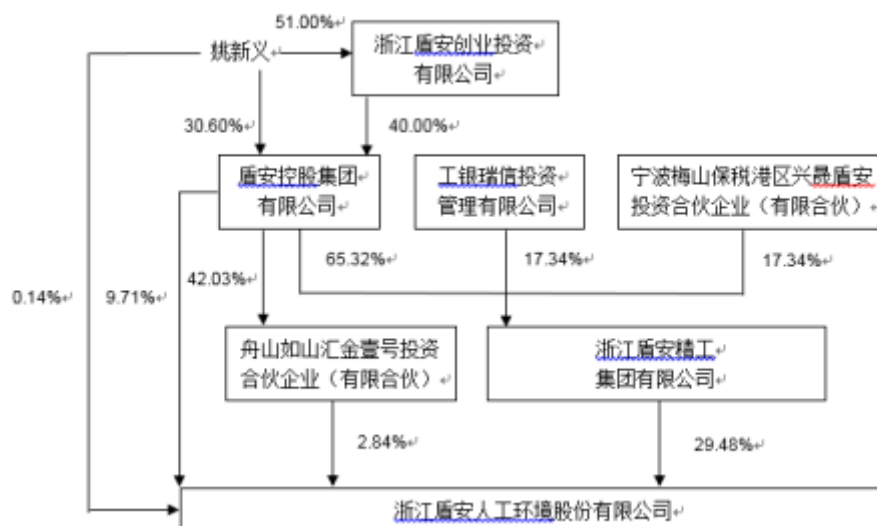 51.00%
姚新义
浙江盾安创业投资
有限公司
30.60%
40.00%
盾安控股集团
有限公司
工银瑞信投资
管理有限公司
宁波梅山保税港区兴晟盾安
投资合伙企业（有限合伙）
65.32%
17.34%
17.34%
42.03%
0.14%
9.71%
舟山如山汇金壹号投资
合伙企业（有限合伙）
浙江盾安精工
集团有限公司
2.84%
29.48%
浙江盾安人工环境股份有限公司